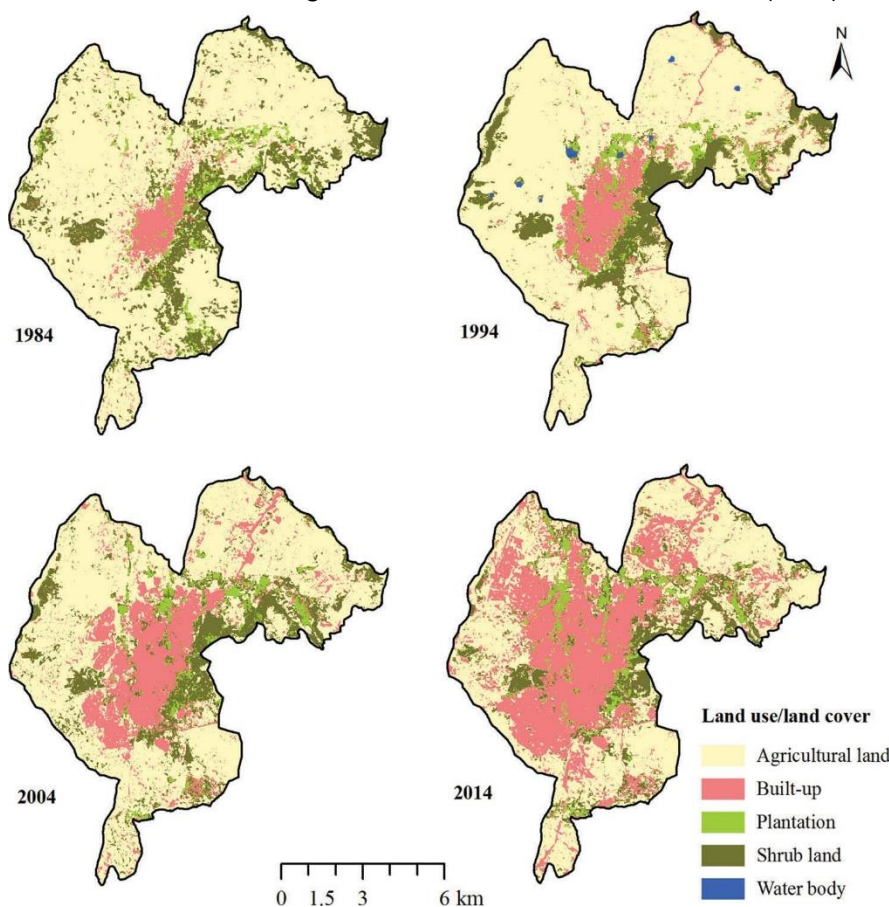 N
1984
1994
2004
2014
Land use/land cover
Agricultural land
Built-up
Plantation
Shrub land
Water body
0 1.5 3 6 km